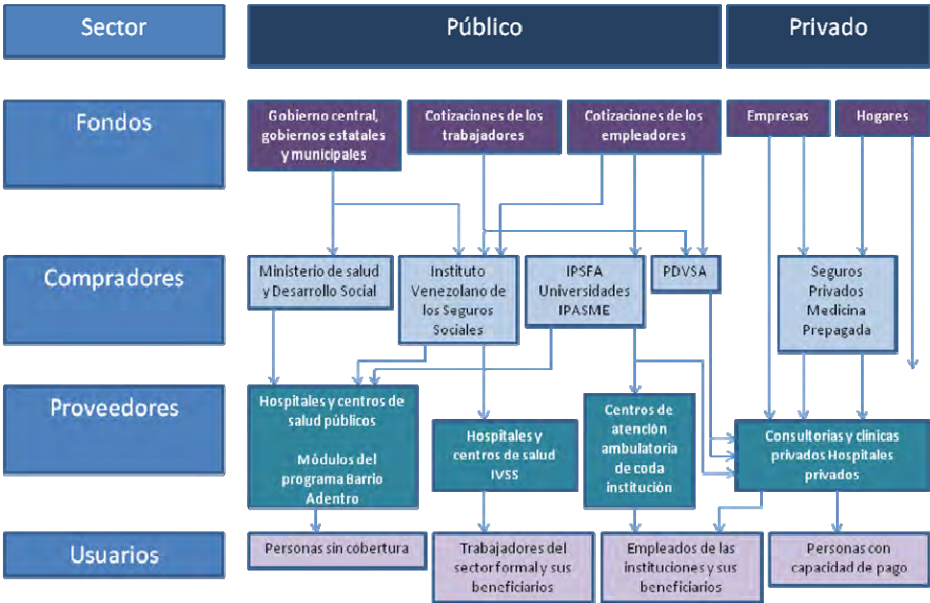 Sector
Público
Privado
Fondos
Gobierno central,
gobiernos estatales
y municipales
Cotizaciones de los
trabajadores
Cotizaciones de los
empleadores
Empresas
Hogares
Compradores
Ministerio de salud
y Desarrollo Social
Instituto
Venezolano de
los Seguros
Sociales
IPSFA
Universidades
IPASME
PDVSA
Seguros
Privados
Medicina
Prepagada
Proveedores
Hospitales y centros de
salud públicos
Módulos del
programa Barrio
Adentro
Hospitales y
centros de salud
IVSS
Centros de
atención
ambulatoria
de coda
institución
Consultorias y clinicas
privados Hospitales
privados
Usuarios
Personas sin cobertura
Trabajadores del
sector formal y sus
beneficiarios
Empleados de las
instituciones y sus
beneficiarios
Personas con
capacidad de pago